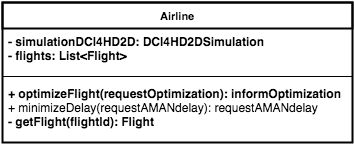 Airline
- simulationDCI4HD2D: DCI4HD2DSimulation
- flights: List<Flight>
+ optimizeFlight(requestOptimization): informOptimization
+ minimizeDelay(requestAMANdelay): requestAMANdelay
- getFlight(flightId): Flight